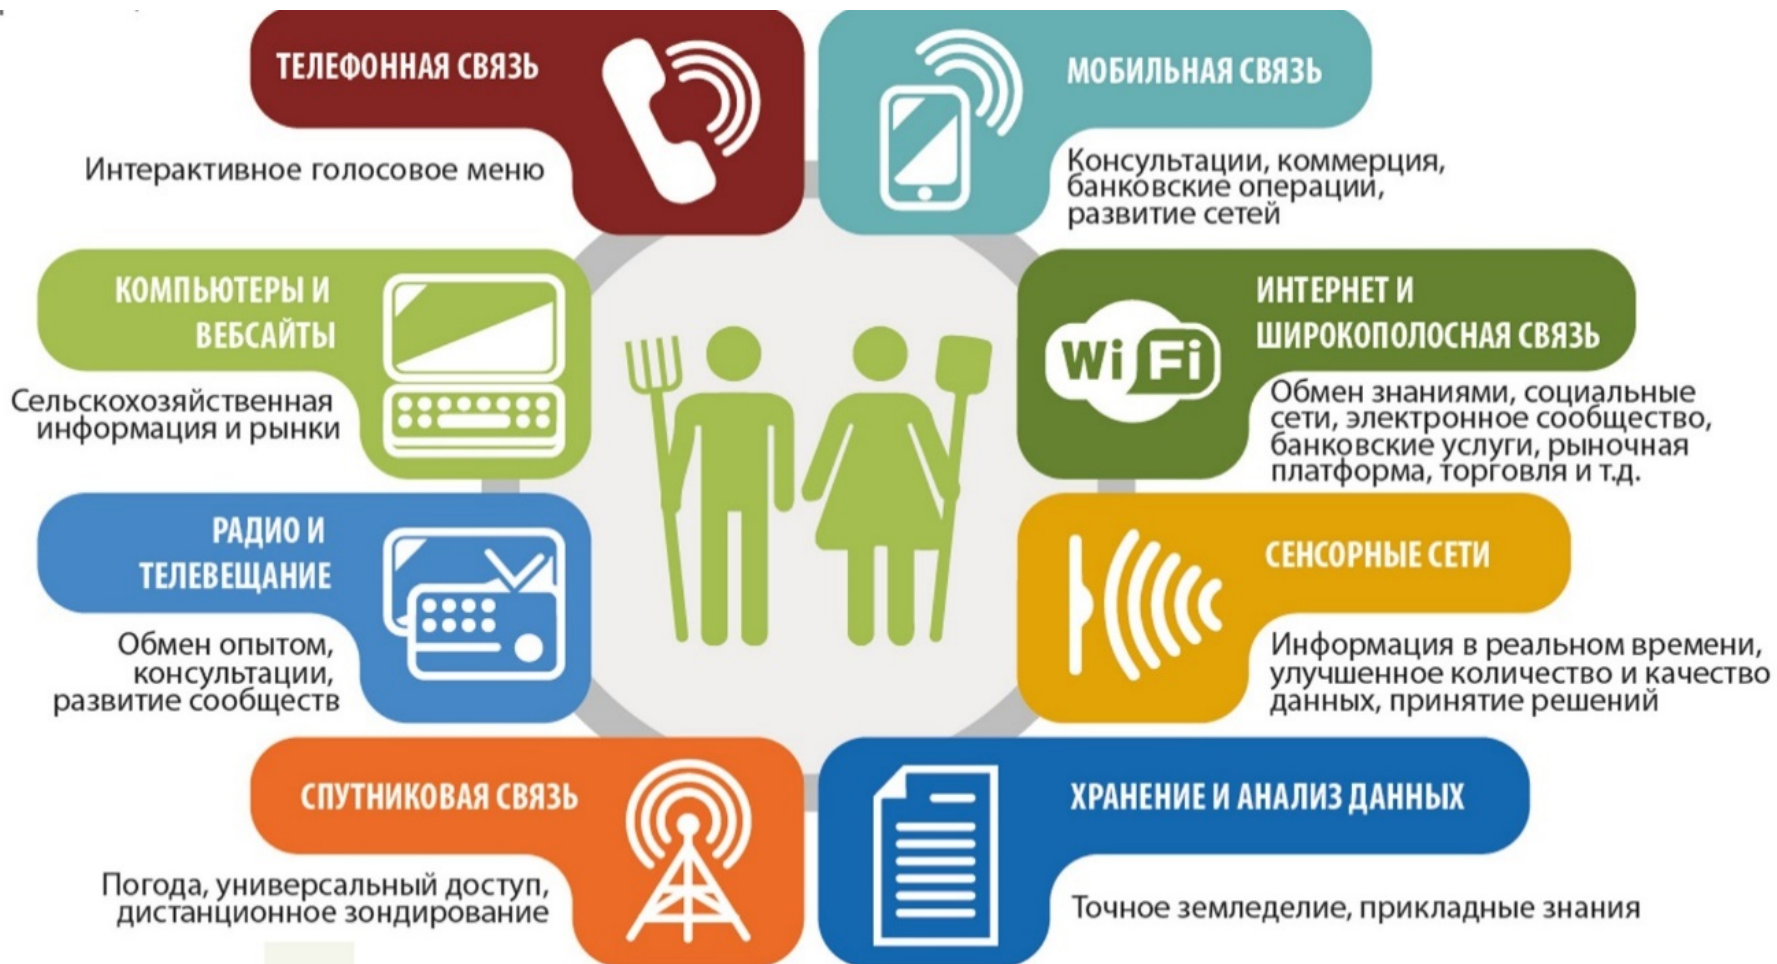 ТЕЛЕФОННАЯ СВЯЗЬ
Интерактивное голосовое меню
МОБИЛЬНАЯ СВЯЗЬ
Консультации, коммерция,
банковские операции,
развитие сетей
КОМПЬЮТЕРЫ И
ВЕБСАЙТЫ
Сельскохозяйственная
информация и рынки
ИНТЕРНЕТ И
ШИРОКОПОЛОСНАЯ СВЯЗЬ
WiFi
Обмен знаниями, социальные
сети, электронное сообщество,
банковские услуги, рыночная
платформа, торговля и т.д.
РАДИО И
ТЕЛЕВЕЩАНИЕ
Обмен опытом,
консультации,
развитие сообществ
СЕНСОРНЫЕ СЕТИ
Информация в реальном времени,
улучшенное количество и качество
данных, принятие решений
СПУТНИКОВАЯ СВЯЗЬ
Погода, универсальный доступ,
дистанционное зондирование
ХРАНЕНИЕ И АНАЛИЗ ДАННЫХ
Точное земледелие, прикладные знания